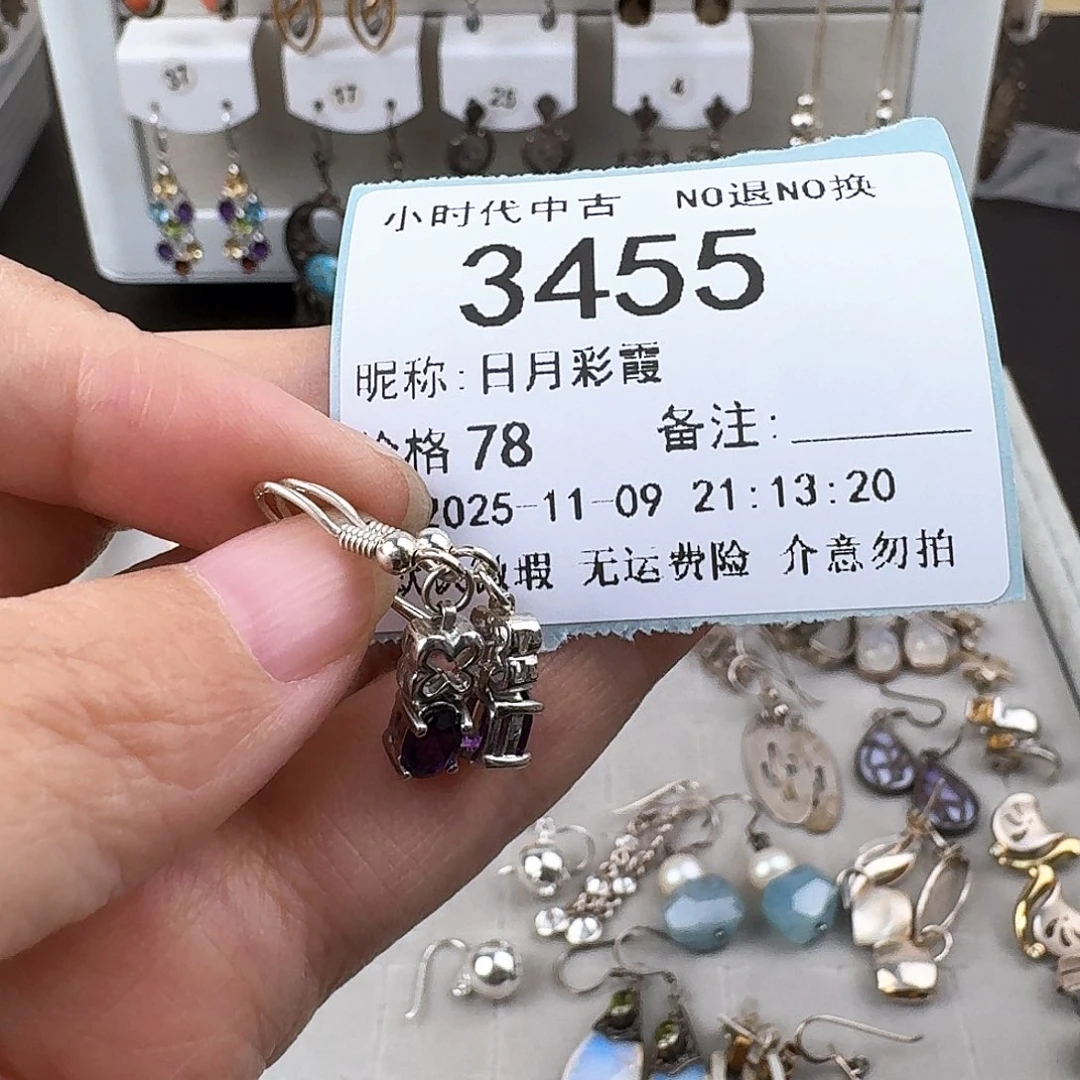 37
17
25
4
小时代中古 NO退NO换
3455
昵称:日月彩霞
格 78 备注:
2025-11-09 21:13:20
瑕 无运费险 介意勿拍